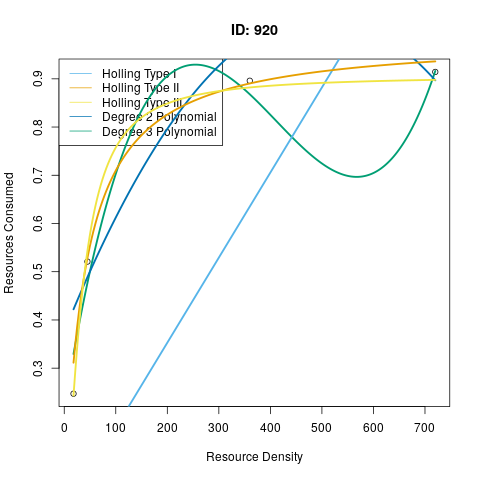 ID: 920
Holling Type I
Holling Type II
Holling Type III
Degree 2 Polynomial
Degree 3 Polynomial
Resources Consumed
0.9
0.8
0.7
0.6
0.5
0.4
0.3
0 100 200 300 400 500 600 700
Resource Density